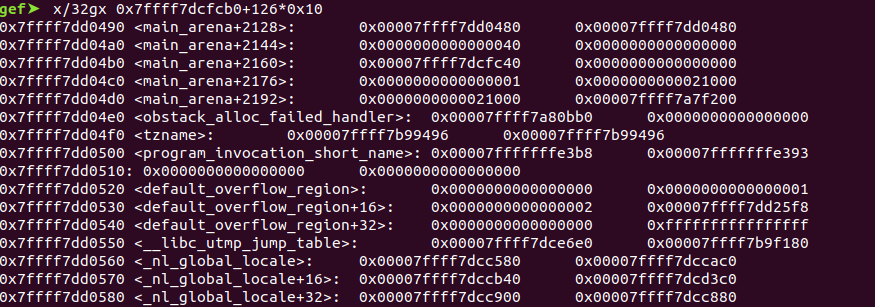 gef➤  x/32gx 0x7ffff7dcfcb0+126*0x10
0x7ffff7dd0490 <main_arena+2128>: 0x00007ffff7dd0480 0x00007ffff7dd0480
0x7ffff7dd04a0 <main_arena+2144>: 0x0000000000000040 0x0000000000000000
0x7ffff7dd04b0 <main_arena+2160>: 0x00007ffff7dcfc40 0x0000000000000000
0x7ffff7dd04c0 <main_arena+2176>: 0x0000000000000001 0x0000000000021000
0x7ffff7dd04d0 <main_arena+2192>: 0x0000000000021000 0x00007ffff7a7f200
0x7ffff7dd04e0 <obstack_alloc_failed_handler>: 0x00007ffff7a80bb0 0x0000000000000000
0x7ffff7dd04f0 <tzname>: 0x00007ffff7b99496 0x00007ffff7b99496
0x7ffff7dd0500 <program_invocation_short_name>: 0x00007fffffffe3b8 0x00007fffffffe393
0x7ffff7dd0510: 0x0000000000000000 0x0000000000000000
0x7ffff7dd0520 <default_overflow_region>: 0x0000000000000000 0x0000000000000001
0x7ffff7dd0530 <default_overflow_region+16>: 0x0000000000000002 0x00007ffff7dd25f8
0x7ffff7dd0540 <default_overflow_region+32>: 0x0000000000000000 0xffffffffffffffff
0x7ffff7dd0550 <__libc_utmp_jump_table>: 0x00007ffff7dce6e0 0x00007ffff7b9f180
0x7ffff7dd0560 <_nl_global_locale>: 0x00007ffff7dcc580 0x00007ffff7dccac0
0x7ffff7dd0570 <_nl_global_locale+16>: 0x00007ffff7dccb40 0x00007ffff7dcd3c0
0x7ffff7dd0580 <_nl_global_locale+32>: 0x00007ffff7dcc900 0x00007ffff7dcc880